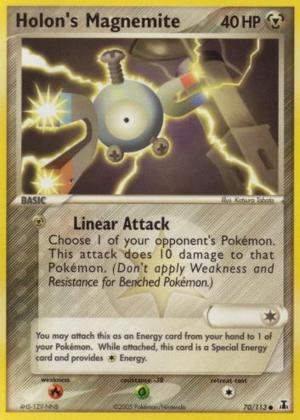 Holon's Magnemite 40 HP
Illus. Katsura Tabata
BASIC
Linear Attack
Choose 1 of your opponent's Pokémon.
This attack does 10 damage to that
Pokémon. (Don't apply Weakness and
Resistance for Benched Pokémon.)
You may attach this as an Energy card from your hand to 1 of
your Pokémon. While attached, this card is a Special Energy
card and provides Energy.
weakness resistance -30 retreat cost
©2005 Pokémon/Nintendo 70/113